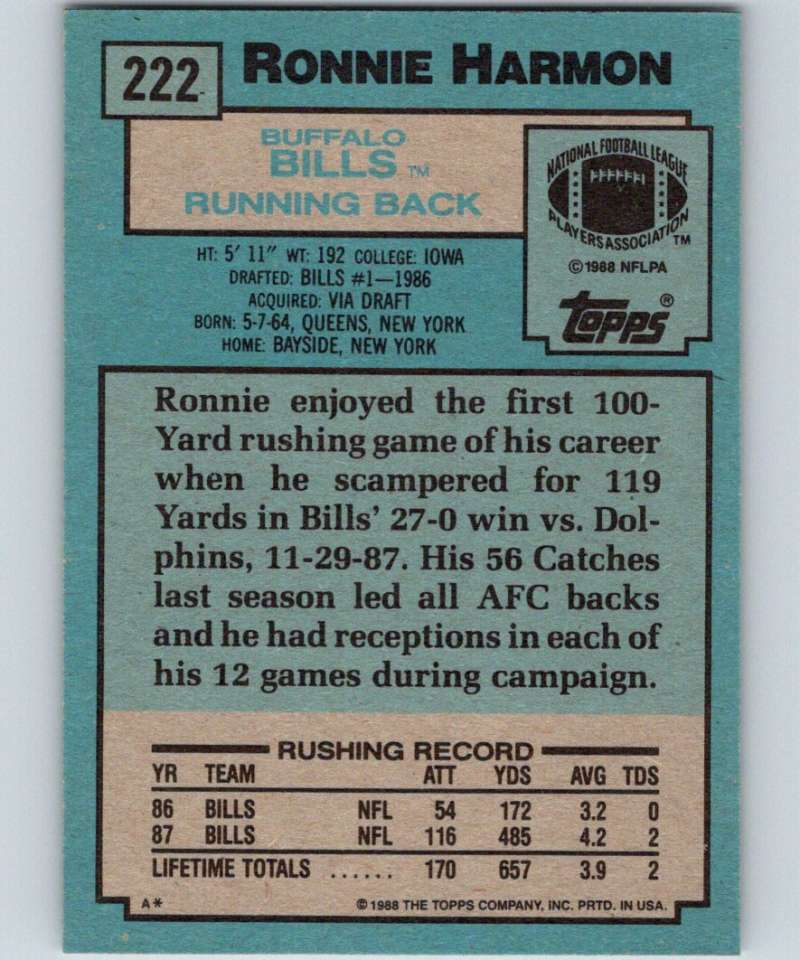 222
RONNIE HARMON
BUFFALO
BILLS™
RUNNING BACK
NATIONAL FOOTBALL LEAGUE
PLAYERS ASSOCIATION™
©1988 NFLPA
Topps®
HT: 5' 11" WT: 192 COLLEGE: IOWA
DRAFTED: BILLS #1—1986
ACQUIRED: VIA DRAFT
BORN: 5-7-64, QUEENS, NEW YORK
HOME: BAYSIDE, NEW YORK
Ronnie enjoyed the first 100-
Yard rushing game of his career
when he scampered for 119
Yards in Bills' 27-0 win vs. Dol-
phins, 11-29-87. His 56 Catches
last season led all AFC backs
and he had receptions in each of
his 12 games during campaign.
RUSHING RECORD
YR TEAM ATT YDS AVG TDS
86 BILLS NFL 54 172 3.2 0
87 BILLS NFL 116 485 4.2 2
LIFETIME TOTALS ...... 170 657 3.9 2
A* ©1988 THE TOPPS COMPANY, INC. PRTD. IN USA.